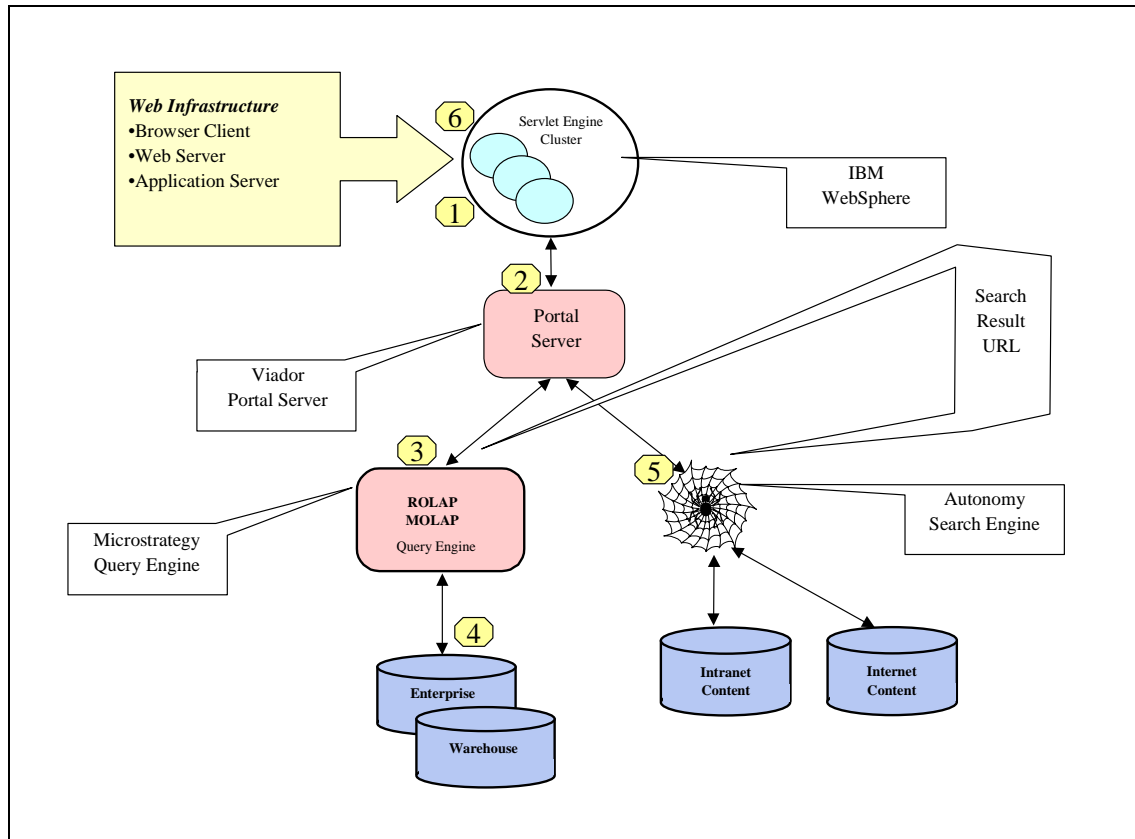 Web Infrastructure
•Browser Client
•Web Server
•Application Server
6
1
Servlet Engine
Cluster
IBM
WebSphere
2
Portal
Server
Search
Result
URL
Viador
Portal Server
3
5
ROLAP
MOLAP
Query Engine
Microstrategy
Query Engine
Autonomy
Search Engine
4
Enterprise
Warehouse
Intranet
Content
Internet
Content